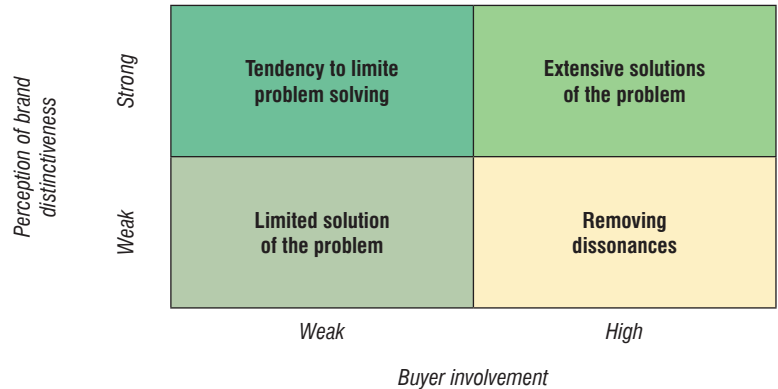 Perception of brand
distinctiveness
Strong
Tendency to limite
problem solving
Extensive solutions
of the problem
Weak
Limited solution
of the problem
Removing
dissonances
Weak
High
Buyer involvement